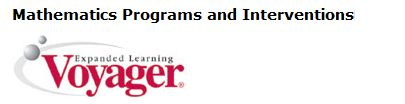 Mathematics Programs and Interventions
Expanded Learning
Voyager®